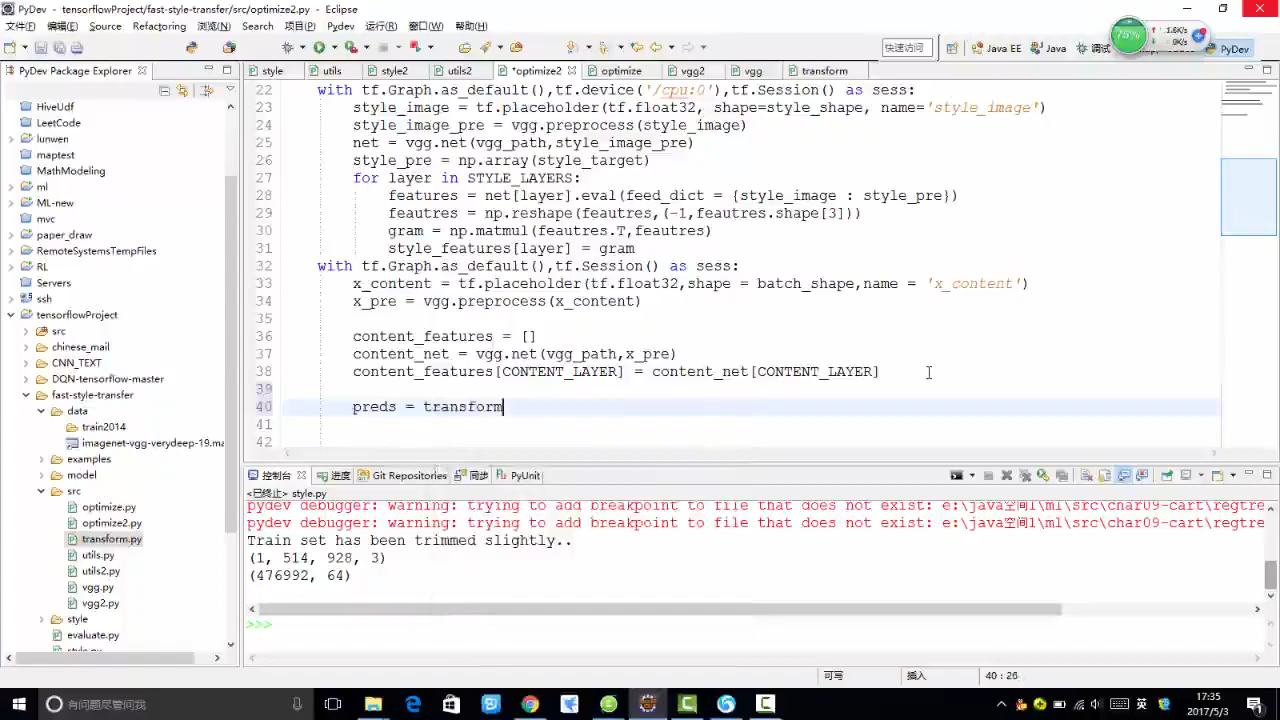 PyDev - tensorflowProject/fast-style-transfer/src/optimize2.py - Eclipse
文件(F) 编辑(E) Source Refactoring 浏览(N) Search 项目(P) Pydev 运行(R) 窗口(W) 帮助(H)
75%
快速访问 Java EE Java 调试 PyDev
PyDev Package Explorer
style utils style2 utils2 *optimize2 optimize vgg2 vgg transform
HiveUdf
LeetCode
lunwen
maptest
MathModeling
ml
ML-new
mvc
paper_draw
RemoteSystemsTempFiles
RL
Servers
ssh
tensorflowProject
src
chinese_mail
CNN_TEXT
DQN-tensorflow-master
fast-style-transfer
data
train2014
imagenet-vgg-verydeep-19.ma
examples
model
src
optimize.py
optimize2.py
transform.py
utils.py
utils2.py
vgg.py
vgg2.py
style
evaluate.py
style.py
22 with tf.Graph.as_default(),tf.device('/cpu:0'),tf.Session() as sess:
23 style_image = tf.placeholder(tf.float32, shape=style_shape, name='style_image')
24 style_image_pre = vgg.preprocess(style_image)
25 net = vgg.net(vgg_path,style_image_pre)
26 style_pre = np.array(style_target)
27 for layer in STYLE_LAYERS:
28 features = net[layer].eval(feed_dict = {style_image : style_pre})
29 feautres = np.reshape(feautres,(-1,feautres.shape[3]))
30 gram = np.matmul(feautres.T,feautres)
31 style_features[layer] = gram
32 with tf.Graph.as_default(),tf.Session() as sess:
33 x_content = tf.placeholder(tf.float32,shape = batch_shape,name = 'x_content')
34 x_pre = vgg.preprocess(x_content)
35
36 content_features = []
37 content_net = vgg.net(vgg_path,x_pre)
38 content_features[CONTENT_LAYER] = content_net[CONTENT_LAYER]
39
40 preds = transform
41
42
控制台 进度 Git Repositories 同步 PyUnit
<已终止> style.py
pydev debugger: warning: trying to add breakpoint to file that does not exist: e:\java空间1\ml\src\char09-cart\regtre
pydev debugger: warning: trying to add breakpoint to file that does not exist: e:\java空间1\ml\src\char09-cart\regtre
Train set has been trimmed slightly..
(1, 514, 928, 3)
(476992, 64)
>>>
可写 插入 40 : 26
有问题尽管问我
英
17:35
2017/5/3